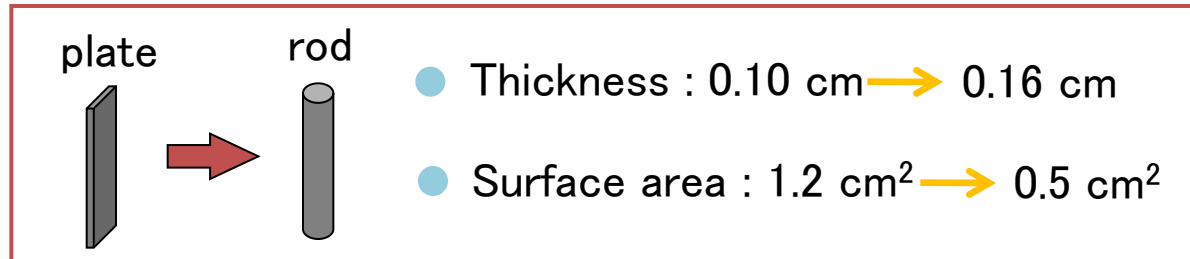 plate
rod
● Thickness : 0.10 cm → 0.16 cm
● Surface area : 1.2 cm² → 0.5 cm²